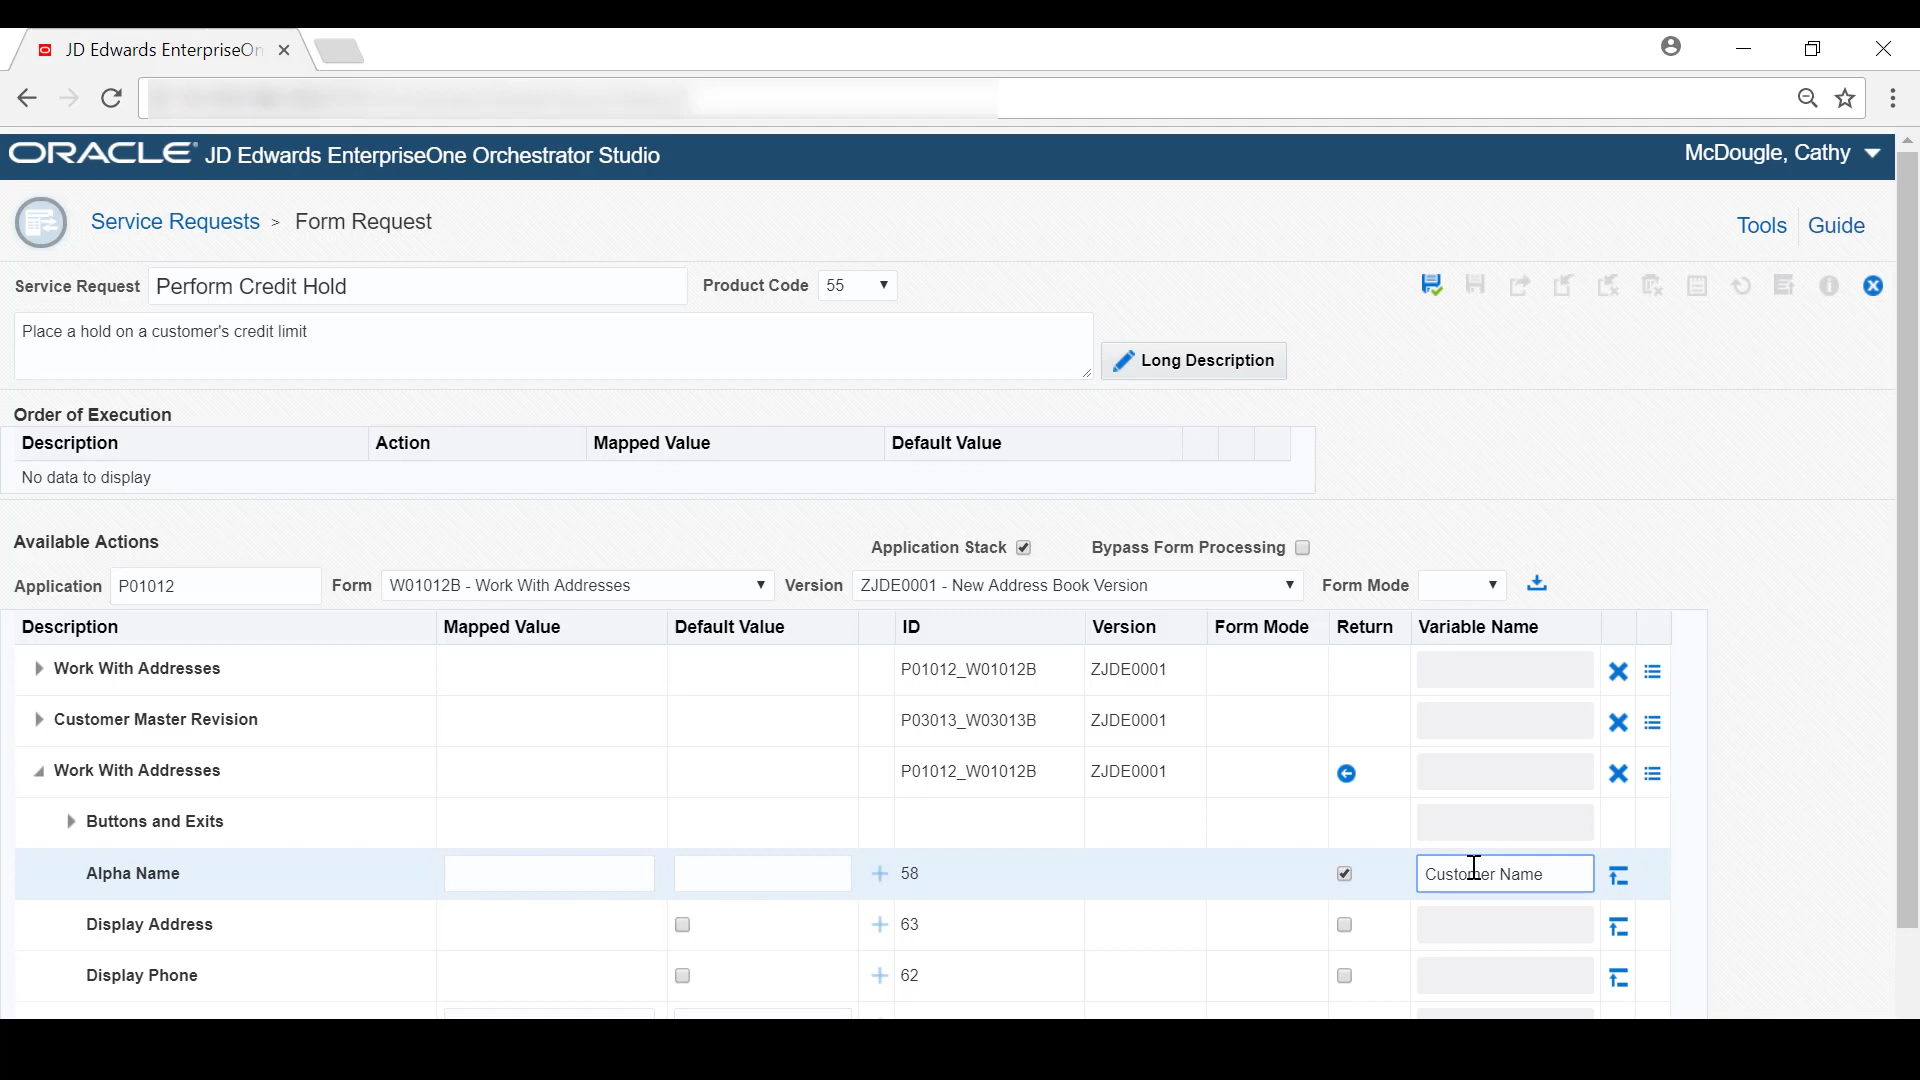 JD Edwards EnterpriseOn
ORACLE JD Edwards EnterpriseOne Orchestrator Studio
McDougle, Cathy
Service Requests > Form Request
Tools Guide
Service Request Perform Credit Hold Product Code 55
Place a hold on a customer's credit limit
Long Description
Order of Execution
Description Action Mapped Value Default Value
No data to display
Available Actions Application Stack Bypass Form Processing
Application P01012 Form W01012B - Work With Addresses Version ZJDE0001 - New Address Book Version Form Mode
Description Mapped Value Default Value ID Version Form Mode Return Variable Name
Work With Addresses P01012_W01012B ZJDE0001
Customer Master Revision P03013_W03013B ZJDE0001
Work With Addresses P01012_W01012B ZJDE0001
Buttons and Exits
Alpha Name 58 Customer Name
Display Address 63
Display Phone 62